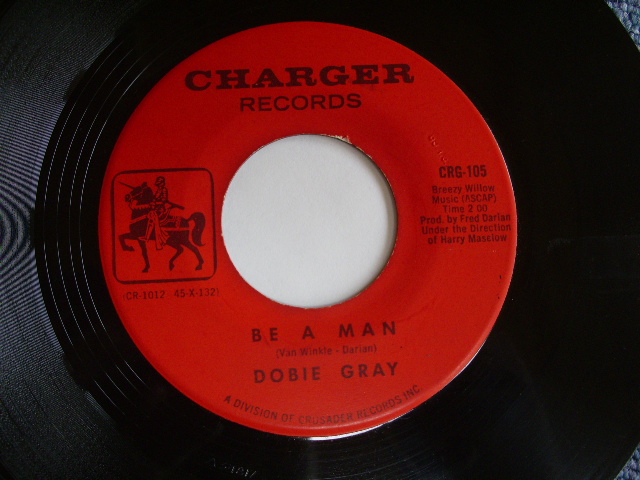 CHARGER
RECORDS
CRG-105
Breezy Willow
Music (ASCAP)
Time 2:00
Prod. by Fred Darian
Under the Direction
of Harry Maselow
(CR-1012 45-X-132)
BE A MAN
(Van Winkle - Darian)
DOBIE GRAY
A DIVISION OF CRUSADER RECORDS INC.